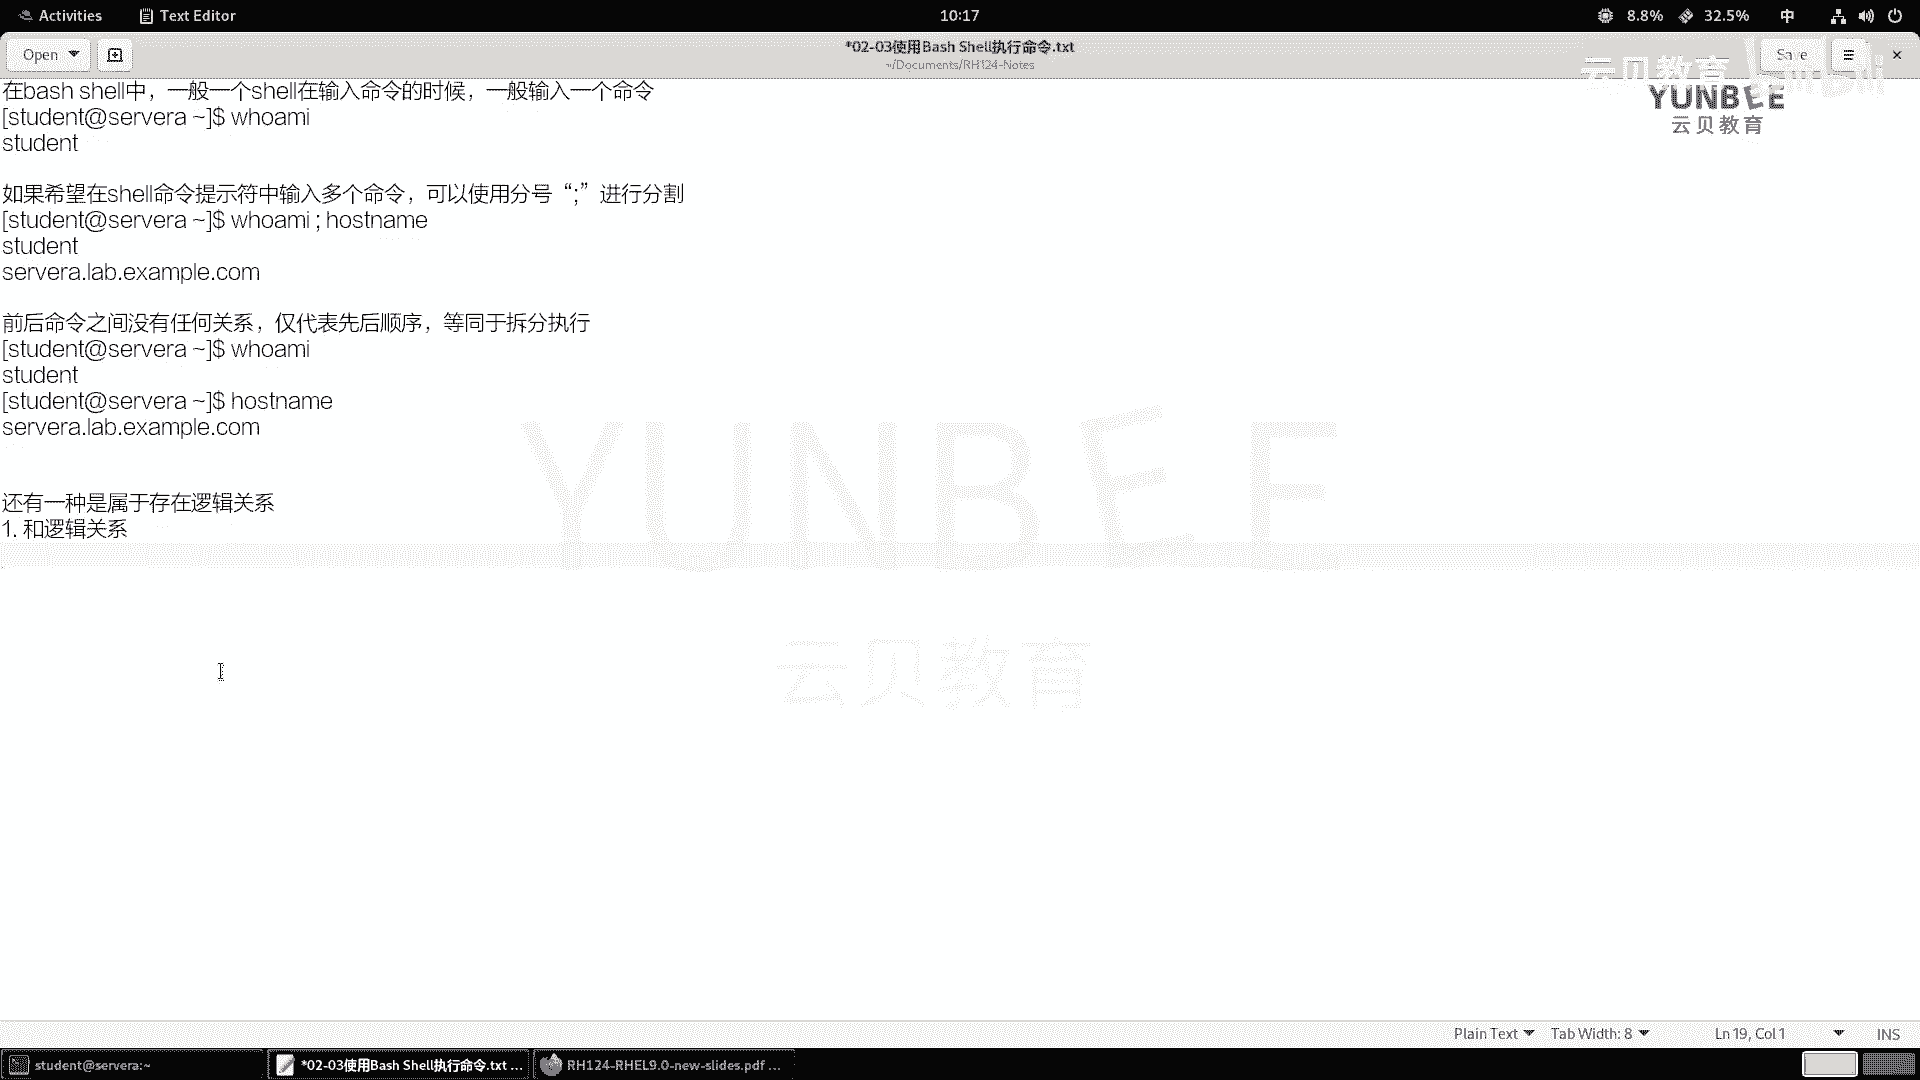 Activities
Text Editor
10:17
8.8%
32.5%
中
Open
*02-03使用Bash Shell执行命令.txt
~/Documents/RH124-Notes
Save
云贝教育
YUNBEE
云贝教育
在bash shell中，一般一个shell在输入命令的时候，一般输入一个命令
[student@servera ~]$ whoami
student
如果希望在shell命令提示符中输入多个命令，可以使用分号“;”进行分割
[student@servera ~]$ whoami ; hostname
student
servera.lab.example.com
前后命令之间没有任何关系，仅代表先后顺序，等同于拆分执行
[student@servera ~]$ whoami
student
[student@servera ~]$ hostname
servera.lab.example.com
还有一种是属于存在逻辑关系
1. 和逻辑关系
YUNBEE
云贝教育
Plain Text
Tab Width: 8
Ln 19, Col 1
INS
student@servera:~
*02-03使用Bash Shell执行命令.txt ...
RH124-RHEL9.0-new-slides.pdf ...